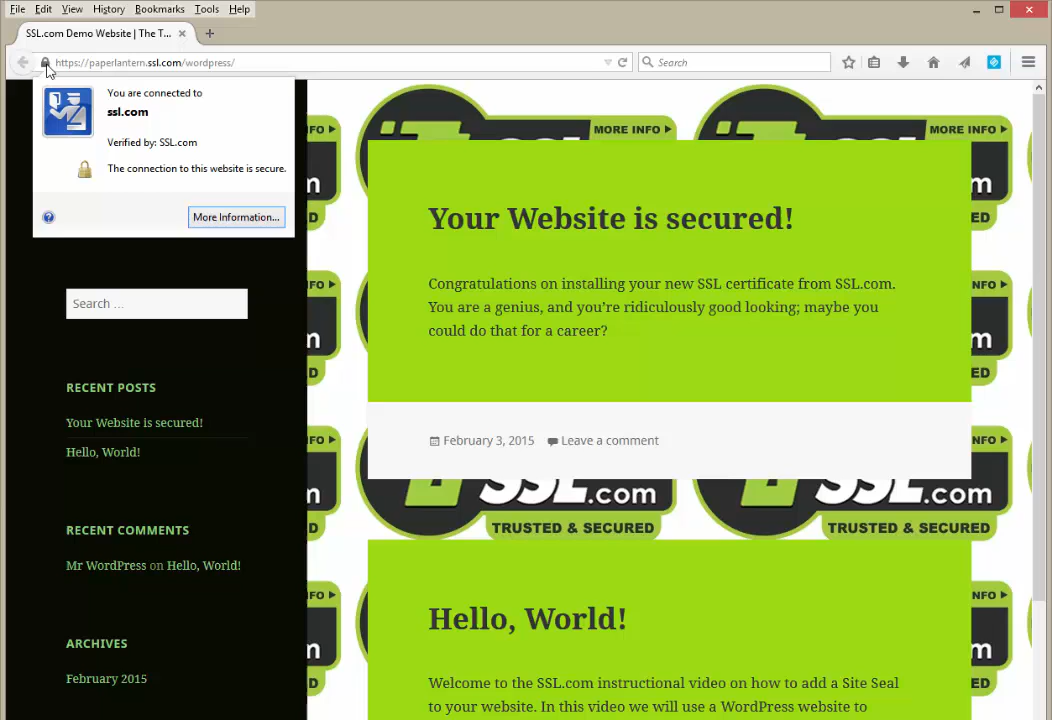 File Edit View History Bookmarks Tools Help
SSL.com Demo Website | The T...
https://paperlantern.ssl.com/wordpress/
Search
You are connected to
ssl.com
Verified by: SSL.com
The connection to this website is secure.
More Information...
Search ...
RECENT POSTS
Your Website is secured!
Hello, World!
RECENT COMMENTS
Mr WordPress on Hello, World!
ARCHIVES
February 2015
MORE INFO
MORE INFO
Your Website is secured!
Congratulations on installing your new SSL certificate from SSL.com.
You are a genius, and you're ridiculously good looking; maybe you
could do that for a career?
February 3, 2015 Leave a comment
SSL.com
SSL.com
TRUSTED & SECURED
TRUSTED & SECURED
Hello, World!
Welcome to the SSL.com instructional video on how to add a Site Seal
to your website. In this video we will use a WordPress website to